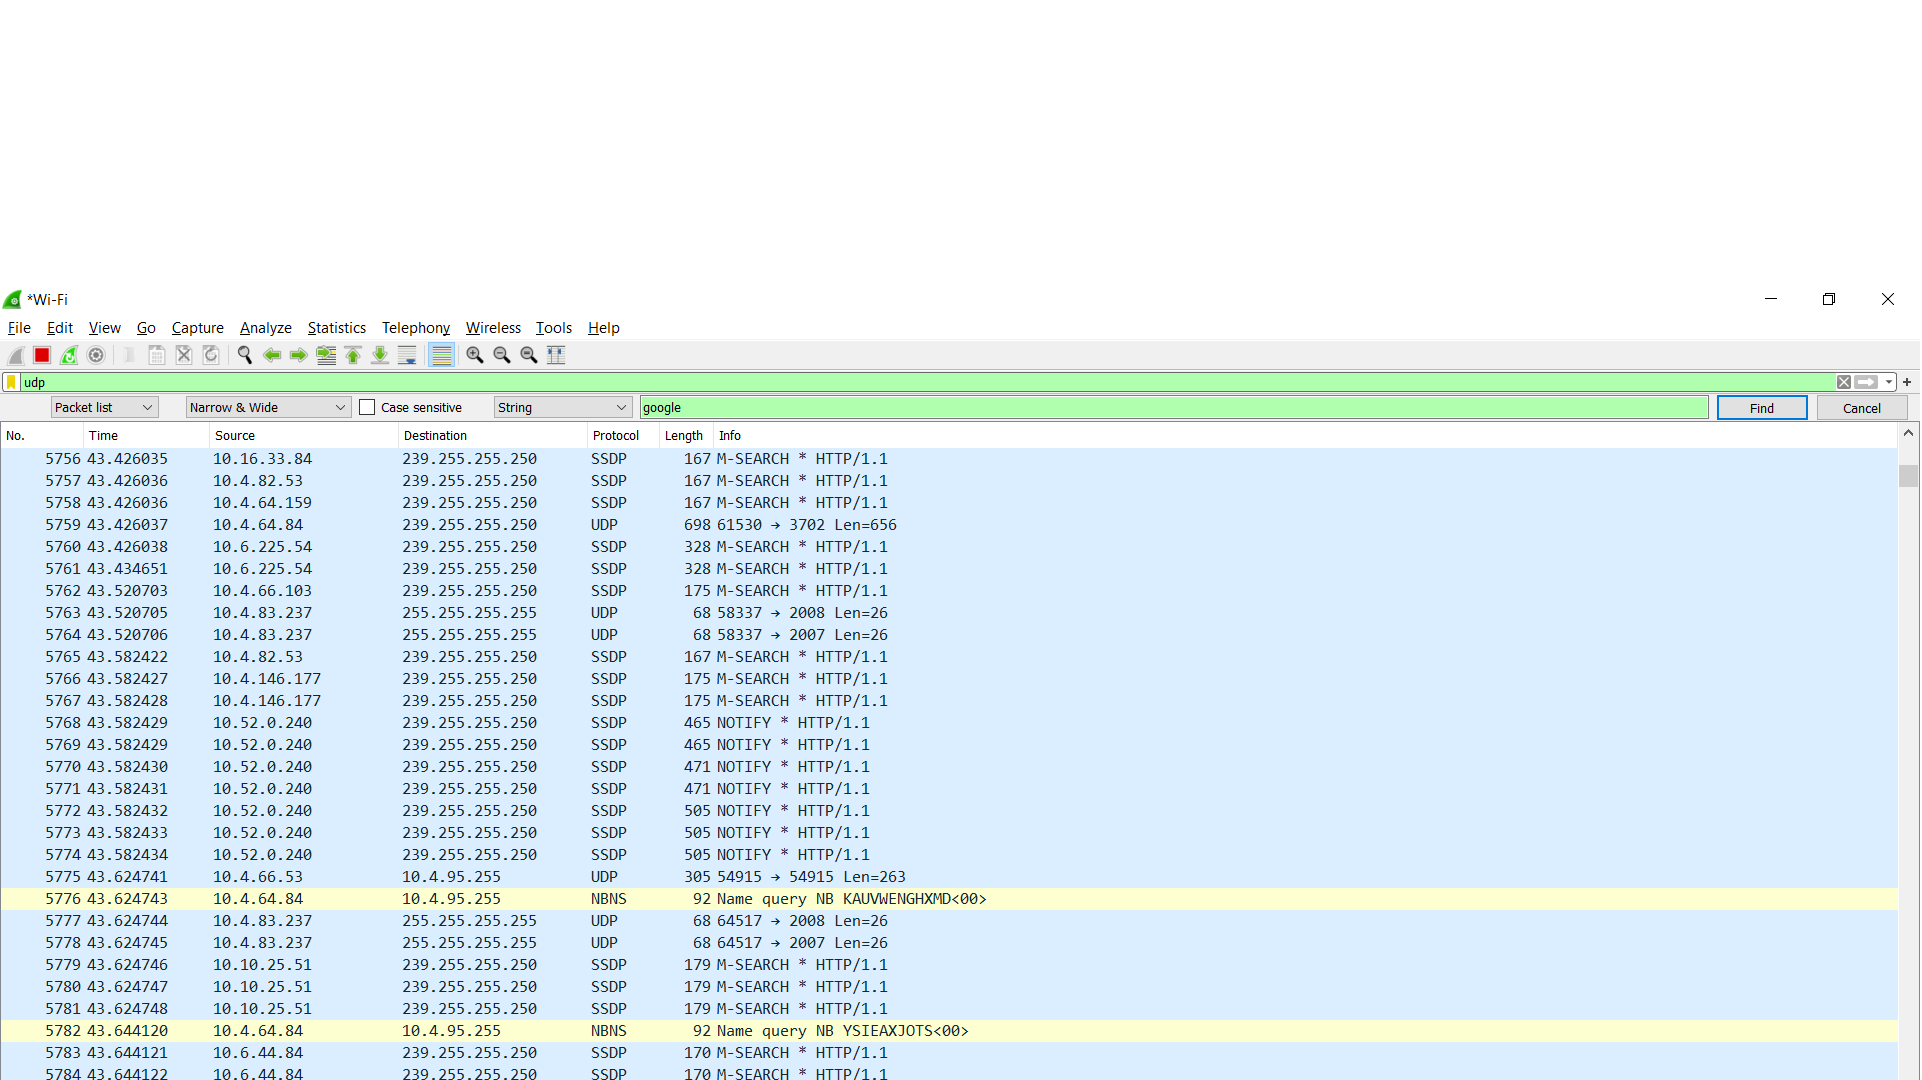 *Wi-Fi
File Edit View Go Capture Analyze Statistics Telephony Wireless Tools Help
udp
Packet list Narrow & Wide Case sensitive String google Find Cancel
No. Time Source Destination Protocol Length Info
5756 43.426035 10.16.33.84 239.255.255.250 SSDP 167 M-SEARCH * HTTP/1.1
5757 43.426036 10.4.82.53 239.255.255.250 SSDP 167 M-SEARCH * HTTP/1.1
5758 43.426036 10.4.64.159 239.255.255.250 SSDP 167 M-SEARCH * HTTP/1.1
5759 43.426037 10.4.64.84 239.255.255.250 UDP 698 61530 → 3702 Len=656
5760 43.426038 10.6.225.54 239.255.255.250 SSDP 328 M-SEARCH * HTTP/1.1
5761 43.434651 10.6.225.54 239.255.255.250 SSDP 328 M-SEARCH * HTTP/1.1
5762 43.520703 10.4.66.103 239.255.255.250 SSDP 175 M-SEARCH * HTTP/1.1
5763 43.520705 10.4.83.237 255.255.255.255 UDP 68 58337 → 2008 Len=26
5764 43.520706 10.4.83.237 255.255.255.255 UDP 68 58337 → 2007 Len=26
5765 43.582422 10.4.82.53 239.255.255.250 SSDP 167 M-SEARCH * HTTP/1.1
5766 43.582427 10.4.146.177 239.255.255.250 SSDP 175 M-SEARCH * HTTP/1.1
5767 43.582428 10.4.146.177 239.255.255.250 SSDP 175 M-SEARCH * HTTP/1.1
5768 43.582429 10.52.0.240 239.255.255.250 SSDP 465 NOTIFY * HTTP/1.1
5769 43.582429 10.52.0.240 239.255.255.250 SSDP 465 NOTIFY * HTTP/1.1
5770 43.582430 10.52.0.240 239.255.255.250 SSDP 471 NOTIFY * HTTP/1.1
5771 43.582431 10.52.0.240 239.255.255.250 SSDP 471 NOTIFY * HTTP/1.1
5772 43.582432 10.52.0.240 239.255.255.250 SSDP 505 NOTIFY * HTTP/1.1
5773 43.582433 10.52.0.240 239.255.255.250 SSDP 505 NOTIFY * HTTP/1.1
5774 43.582434 10.52.0.240 239.255.255.250 SSDP 505 NOTIFY * HTTP/1.1
5775 43.624741 10.4.66.53 10.4.95.255 UDP 305 54915 → 54915 Len=263
5776 43.624743 10.4.64.84 10.4.95.255 NBNS 92 Name query NB KAUVWENGHXMD<00>
5777 43.624744 10.4.83.237 255.255.255.255 UDP 68 64517 → 2008 Len=26
5778 43.624745 10.4.83.237 255.255.255.255 UDP 68 64517 → 2007 Len=26
5779 43.624746 10.10.25.51 239.255.255.250 SSDP 179 M-SEARCH * HTTP/1.1
5780 43.624747 10.10.25.51 239.255.255.250 SSDP 179 M-SEARCH * HTTP/1.1
5781 43.624748 10.10.25.51 239.255.255.250 SSDP 179 M-SEARCH * HTTP/1.1
5782 43.644120 10.4.64.84 10.4.95.255 NBNS 92 Name query NB YSIEAXJOTS<00>
5783 43.644121 10.6.44.84 239.255.255.250 SSDP 170 M-SEARCH * HTTP/1.1
5784 43.644122 10.6.44.84 239.255.255.250 SSDP 170 M-SEARCH * HTTP/1.1